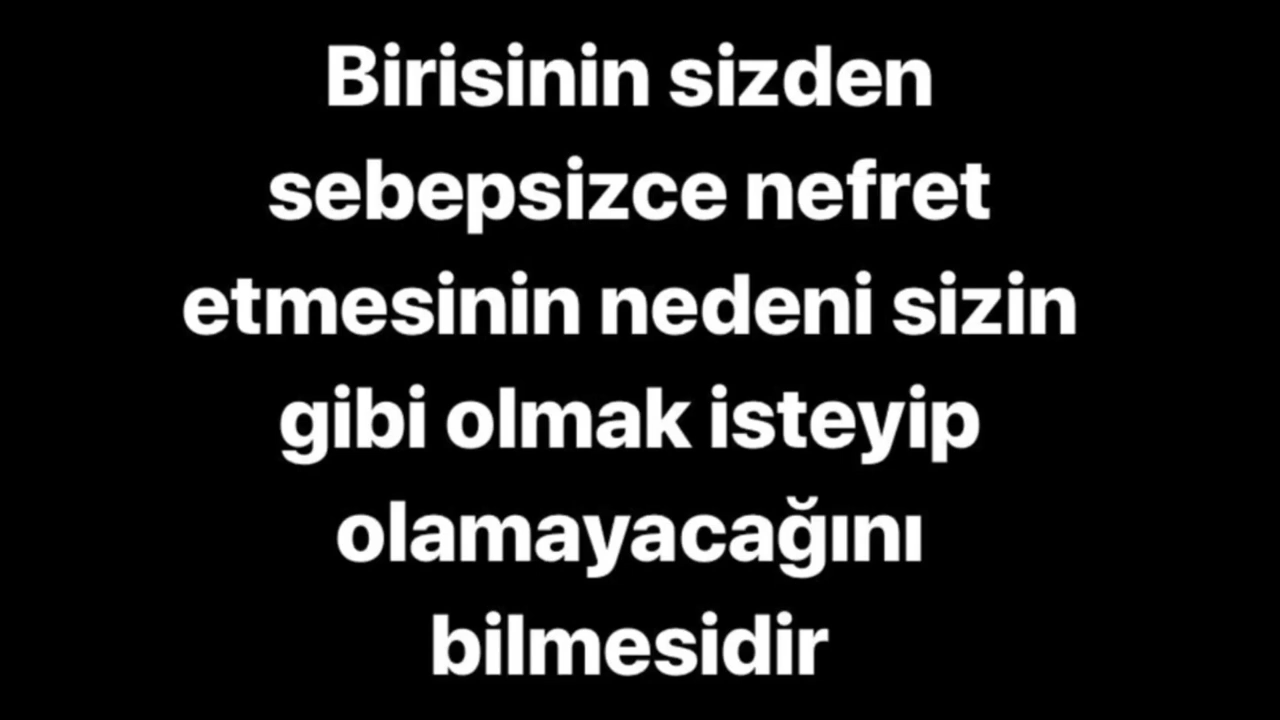 Birisinin sizden
sebepsizce nefret
etmesinin nedeni sizin
gibi olmak isteyip
olamayacağını
bilmesidir